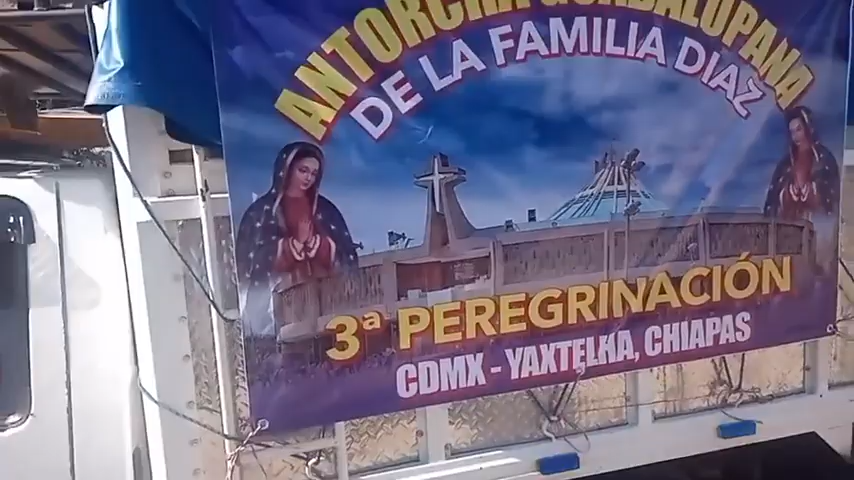 ANTORCHA GUADALUPANA
DE LA FAMILIA DIAZ
3ª PEREGRINACIÓN
CDMX - YAXTELHA, CHIAPAS